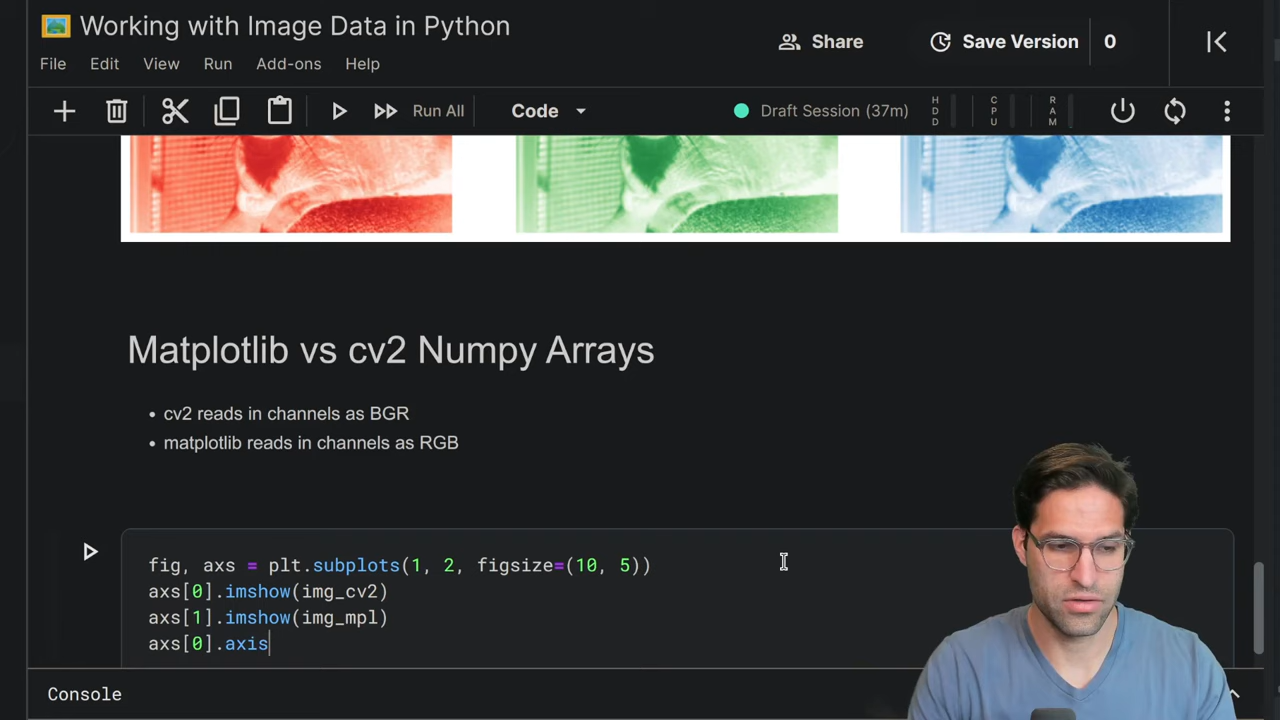 Working with Image Data in Python
Share
Save Version
0
File Edit View Run Add-ons Help
Run All
Code
Draft Session (37m)
HDD
CPU
RAM
Matplotlib vs cv2 Numpy Arrays
• cv2 reads in channels as BGR
• matplotlib reads in channels as RGB
fig, axs = plt.subplots(1, 2, figsize=(10, 5))
axs[0].imshow(img_cv2)
axs[1].imshow(img_mpl)
axs[0].axis
Console